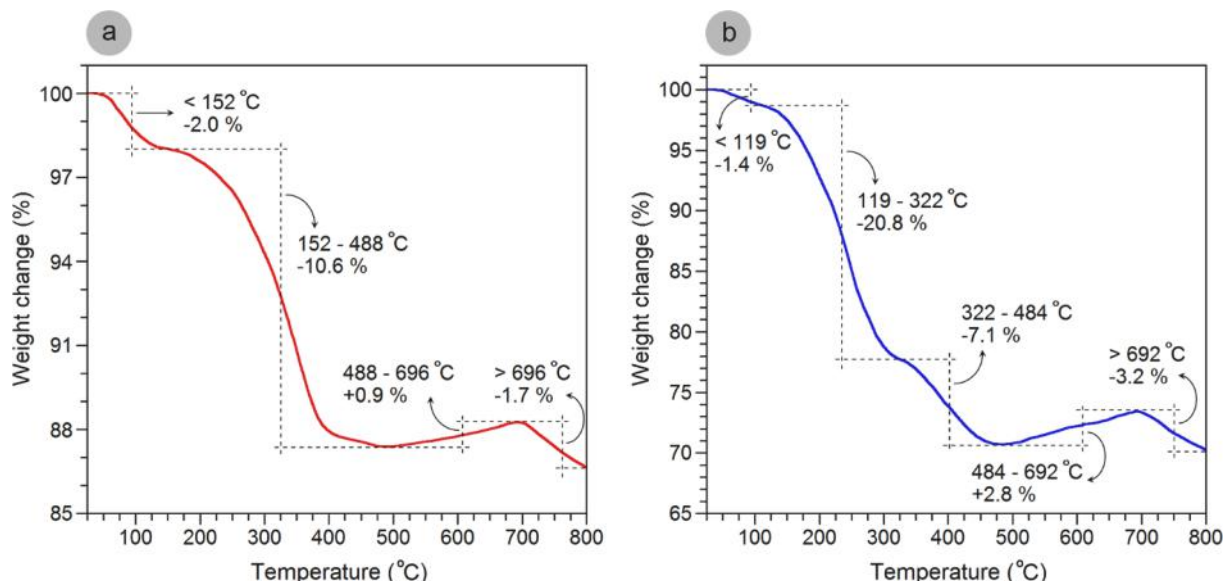 a
Weight change (%)
100
97
94
91
88
85
< 152 °C
-2.0 %
152 - 488 °C
-10.6 %
488 - 696 °C
+0.9 %
> 696 °C
-1.7 %
100 200 300 400 500 600 700 800
Temperature (°C)
b
Weight change (%)
100
95
90
85
80
75
70
65
< 119 °C
-1.4 %
119 - 322 °C
-20.8 %
322 - 484 °C
-7.1 %
> 692 °C
-3.2 %
484 - 692 °C
+2.8 %
100 200 300 400 500 600 700 800
Temperature (°C)